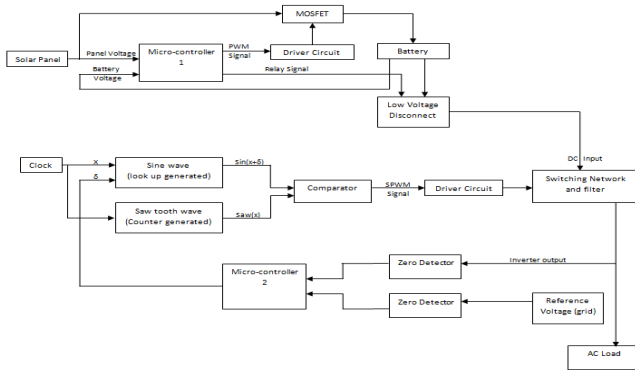 MOSFET
Solar Panel
Panel Voltage
Battery
Voltage
Micro-controller
1
PWM
Signal
Driver Circuit
Battery
Relay Signal
Low Voltage
Disconnect
DC Input
Clock
X
δ
Sine wave
(look up generated)
Sin(x+δ)
Saw tooth wave
(Counter generated)
Saw(x)
Comparator
SPWM
Signal
Driver Circuit
Switching Network
and filter
Micro-controller
2
Zero Detector
Inverter output
Zero Detector
Reference
Voltage (grid)
AC Load